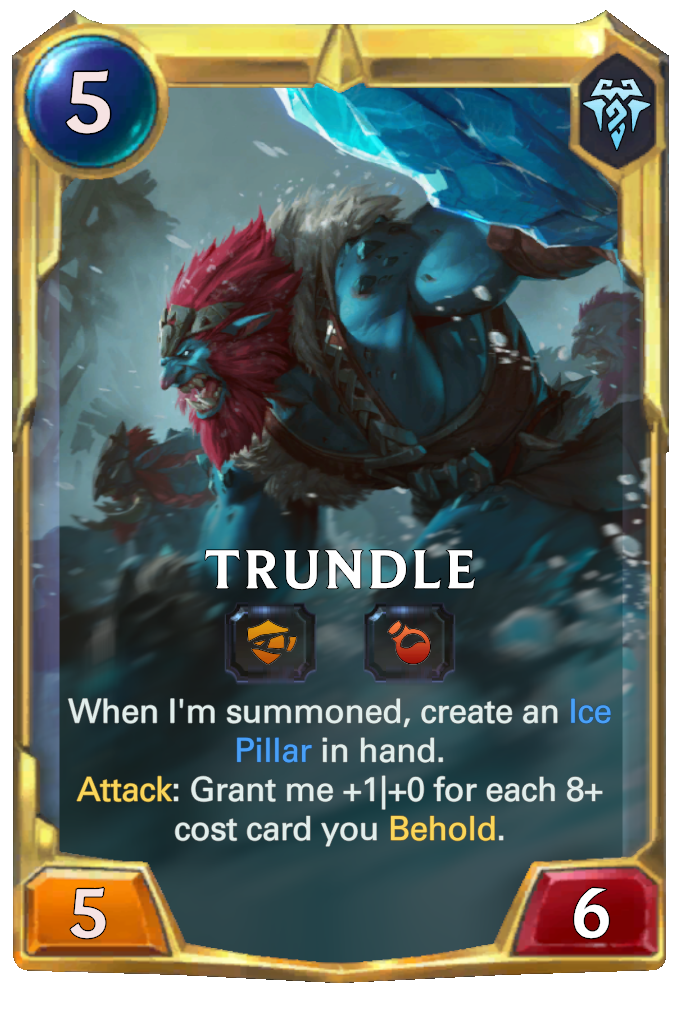 5
TRUNDLE
When I'm summoned, create an Ice
Pillar in hand.
Attack: Grant me +1|+0 for each 8+
cost card you Behold.
5
6